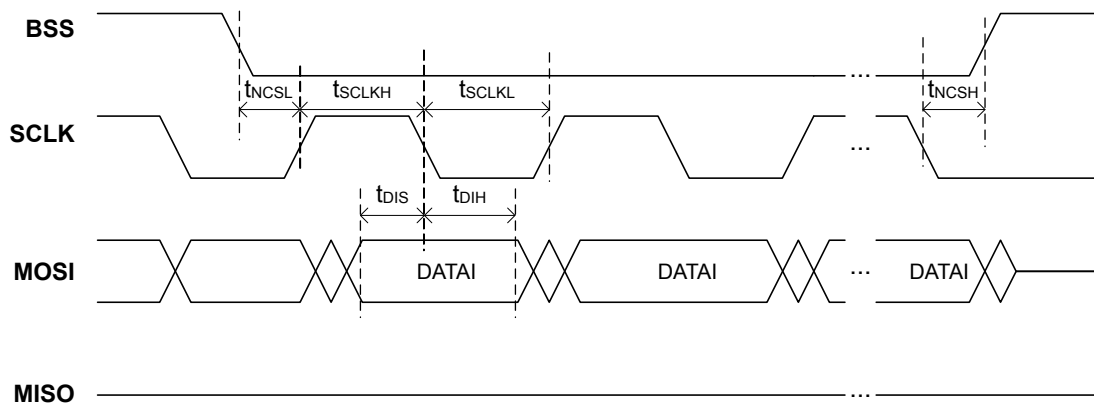 BSS
...
tNCSL tSCLKH tSCLKL tNCSH
SCLK
...
tDIS tDIH
MOSI DATAI DATAI ... DATAI
MISO
...